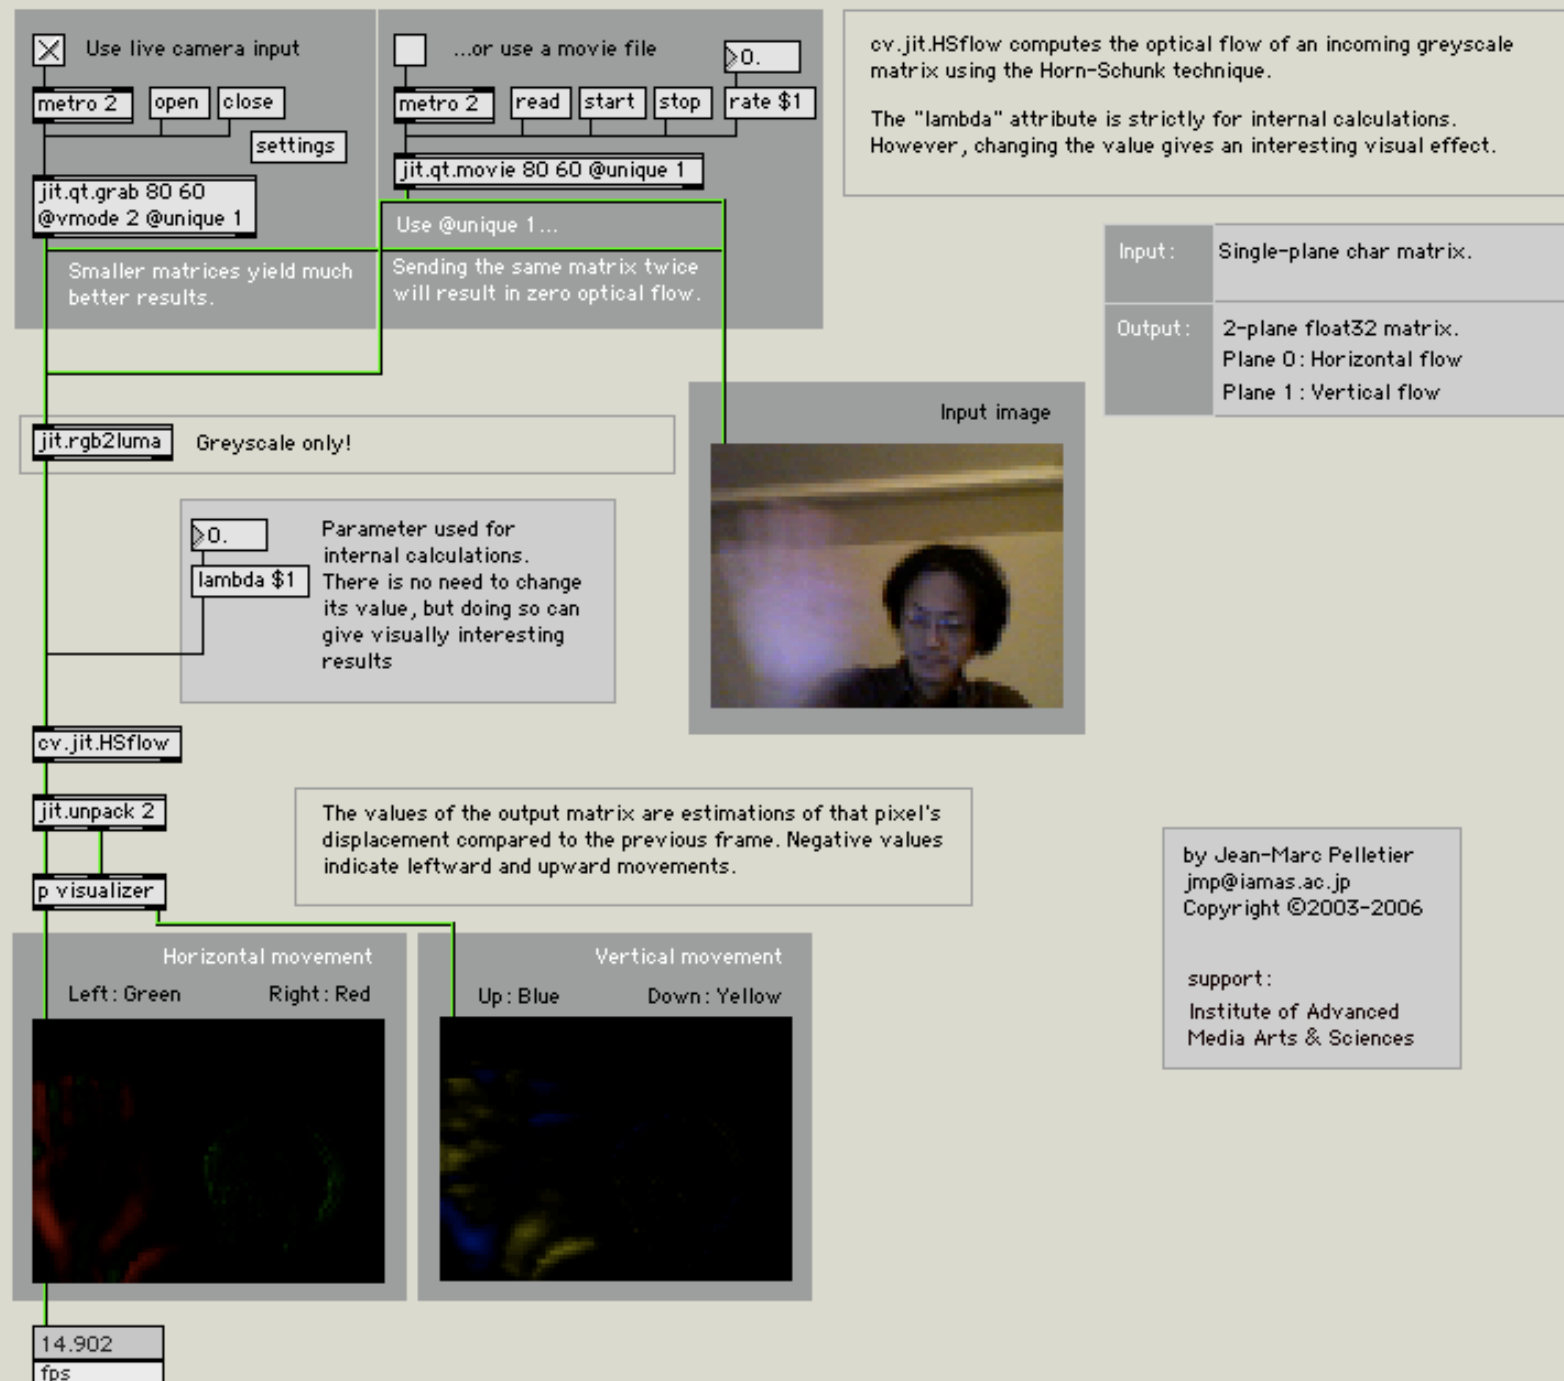 Use live camera input
...or use a movie file
0.
metro 2
open
close
metro 2
read
start
stop
rate $1
settings
jit.qt.movie 80 60 @unique 1
jit.qt.grab 80 60
@vmode 2 @unique 1
Use @unique 1...
Smaller matrices yield much
better results.
Sending the same matrix twice
will result in zero optical flow.
cv.jit.HSflow computes the optical flow of an incoming greyscale
matrix using the Horn-Schunk technique.
The "lambda" attribute is strictly for internal calculations.
However, changing the value gives an interesting visual effect.
Input:
Single-plane char matrix.
Output:
2-plane float32 matrix.
Plane 0: Horizontal flow
Plane 1: Vertical flow
Input image
jit.rgb2luma
Greyscale only!
0.
lambda $1
Parameter used for
internal calculations.
There is no need to change
its value, but doing so can
give visually interesting
results
cv.jit.HSflow
jit.unpack 2
p visualizer
The values of the output matrix are estimations of that pixel's
displacement compared to the previous frame. Negative values
indicate leftward and upward movements.
by Jean-Marc Pelletier
jmp@iamas.ac.jp
Copyright ©2003-2006
support:
Institute of Advanced
Media Arts & Sciences
Horizontal movement
Left: Green
Right: Red
Vertical movement
Up: Blue
Down: Yellow
14.902
fps